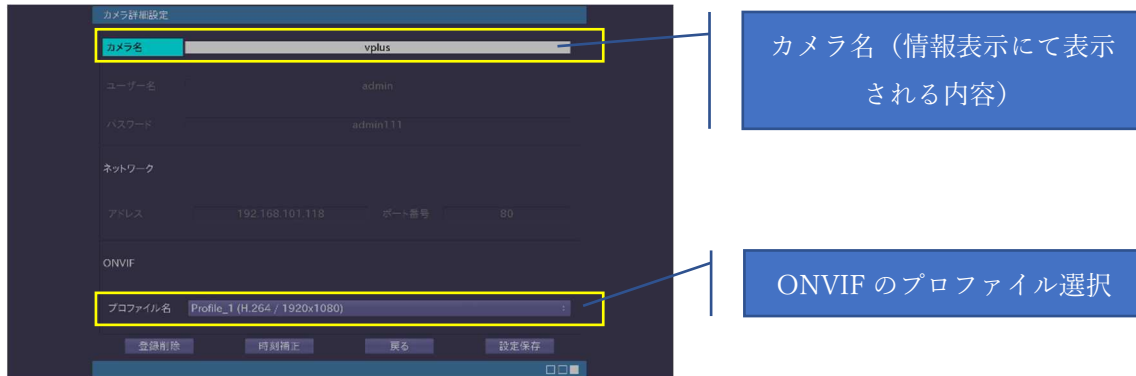 カメラ詳細設定
カメラ名 vplus
ユーザー名 admin
パスワード admin111
ネットワーク
アドレス 192.168.101.118 ポート番号 80
ONVIF
プロファイル名 Profile_1 (H.264 / 1920x1080)
登録削除 時刻補正 戻る 設定保存
カメラ名（情報表示にて表示
される内容）
ONVIF のプロファイル選択